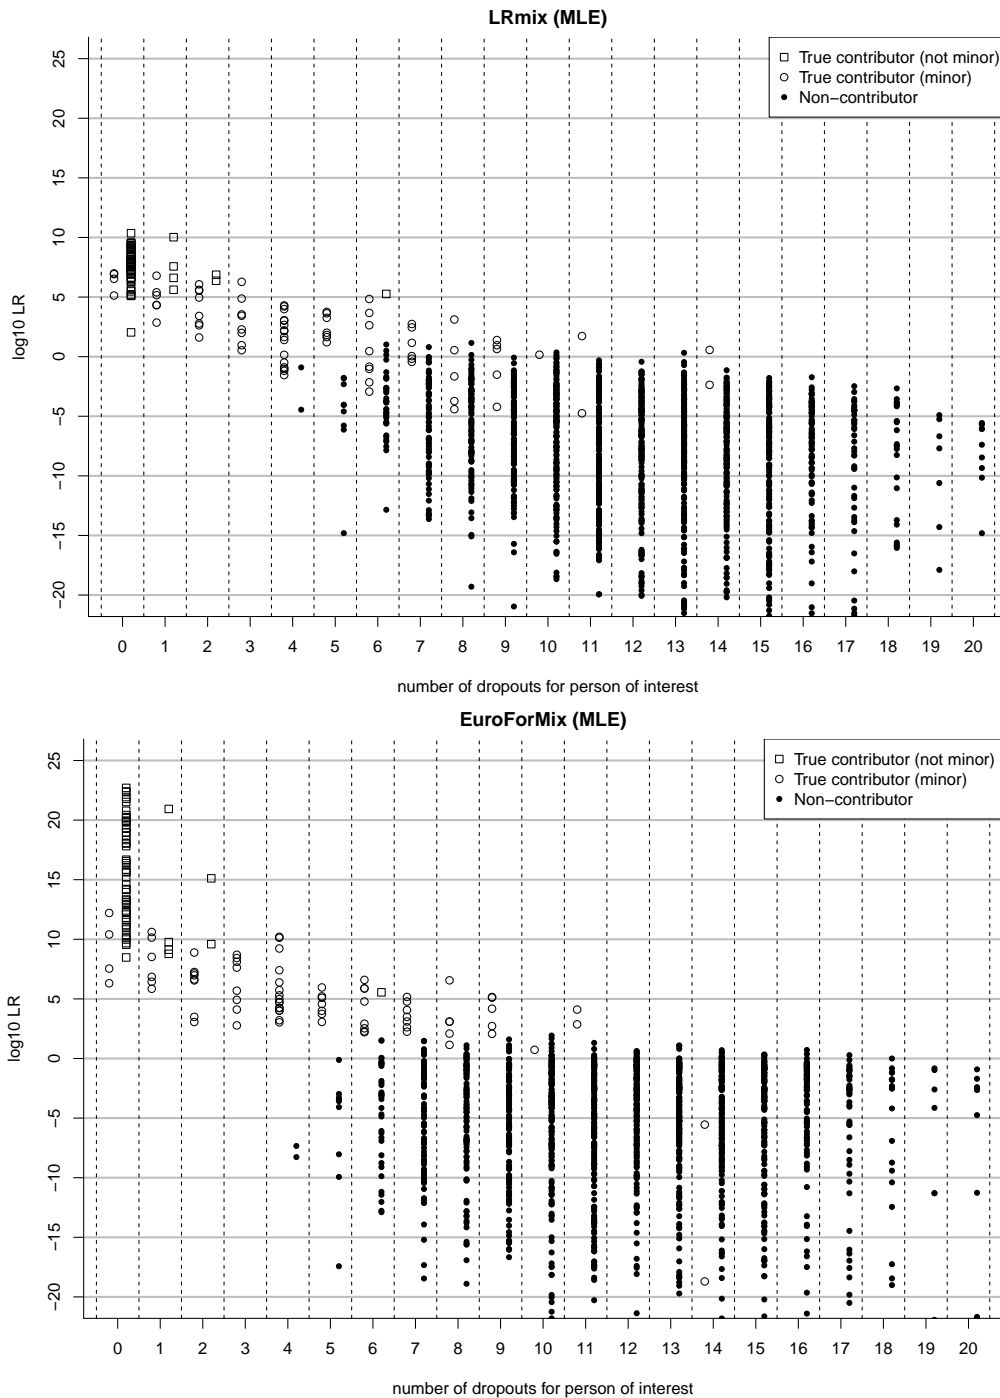 LRmix (MLE)
True contributor (not minor)
True contributor (minor)
Non−contributor
log10 LR
25
20
15
10
5
0
−5
−10
−15
−20
0 1 2 3 4 5 6 7 8 9 10 11 12 13 14 15 16 17 18 19 20
number of dropouts for person of interest
EuroForMix (MLE)
True contributor (not minor)
True contributor (minor)
Non−contributor
log10 LR
25
20
15
10
5
0
−5
−10
−15
−20
0 1 2 3 4 5 6 7 8 9 10 11 12 13 14 15 16 17 18 19 20
number of dropouts for person of interest